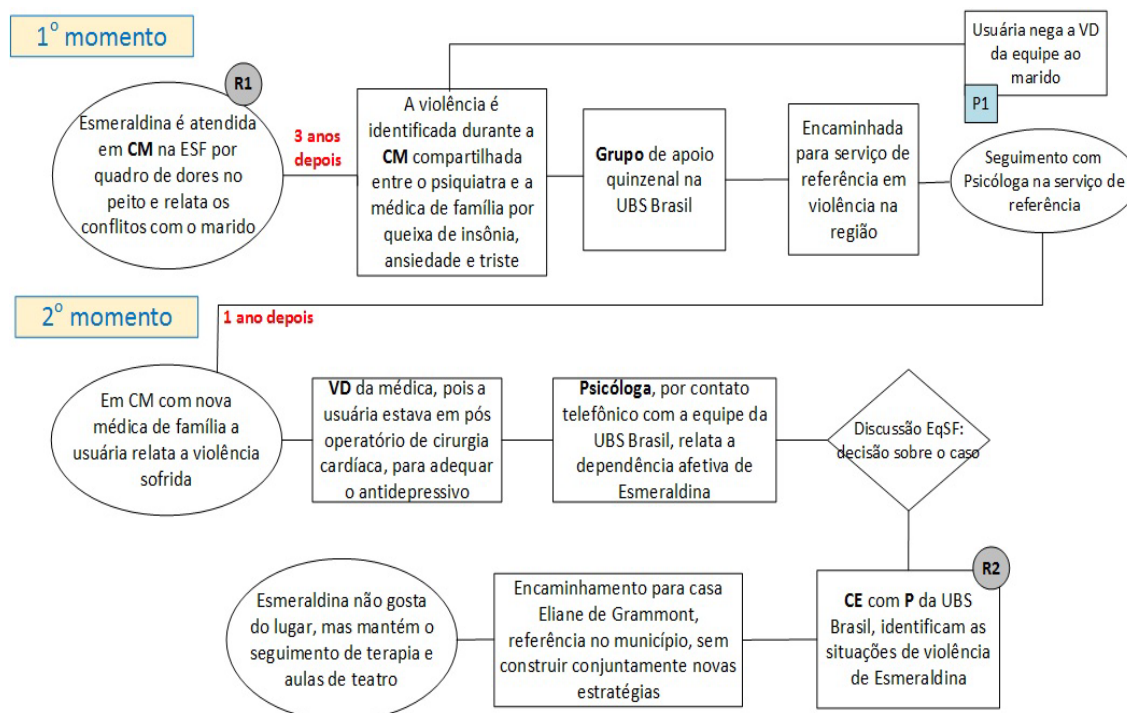 1º momento
R1
Esmeraldina é atendida
em CM na ESF por
quadro de dores no
peito e relata os
conflitos com o marido
3 anos
depois
A violência é
identificada durante a
CM compartilhada
entre o psiquiatra e a
médica de família por
queixa de insônia,
ansiedade e triste
Grupo de apoio
quinzenal na
UBS Brasil
Encaminhada
para serviço de
referência em
violência na
região
Usuária nega a VD
da equipe ao
marido
P1
Seguimento com
Psicóloga na serviço de
referência
2º momento
1 ano depois
Em CM com nova
médica de família a
usuária relata a violência
sofrida
VD da médica, pois a
usuária estava em pós
operatório de cirurgia
cardíaca, para adequar
o antidepressivo
Psicóloga, por contato
telefônico com a equipe da
UBS Brasil, relata a
dependência afetiva de
Esmeraldina
Discussão EqSF:
decisão sobre o caso
R2
CE com P da UBS
Brasil, identificam as
situações de violência
de Esmeraldina
Encaminhamento para casa
Eliane de Grammont,
referência no município, sem
construir conjuntamente novas
estratégias
Esmeraldina não gosta
do lugar, mas mantém o
seguimento de terapia e
aulas de teatro